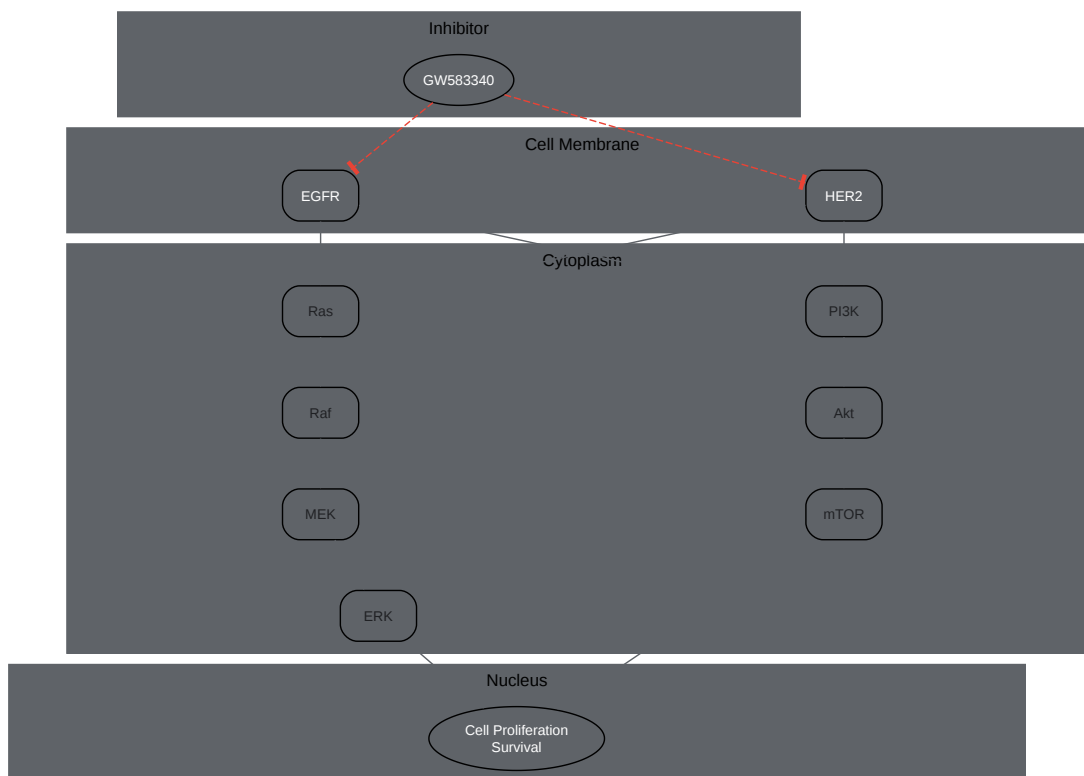 Inhibitor
GW583340
Cell Membrane
EGFR
HER2
Cytoplasm
Ras
PI3K
Raf
Akt
MEK
mTOR
ERK
Nucleus
Cell Proliferation
Survival